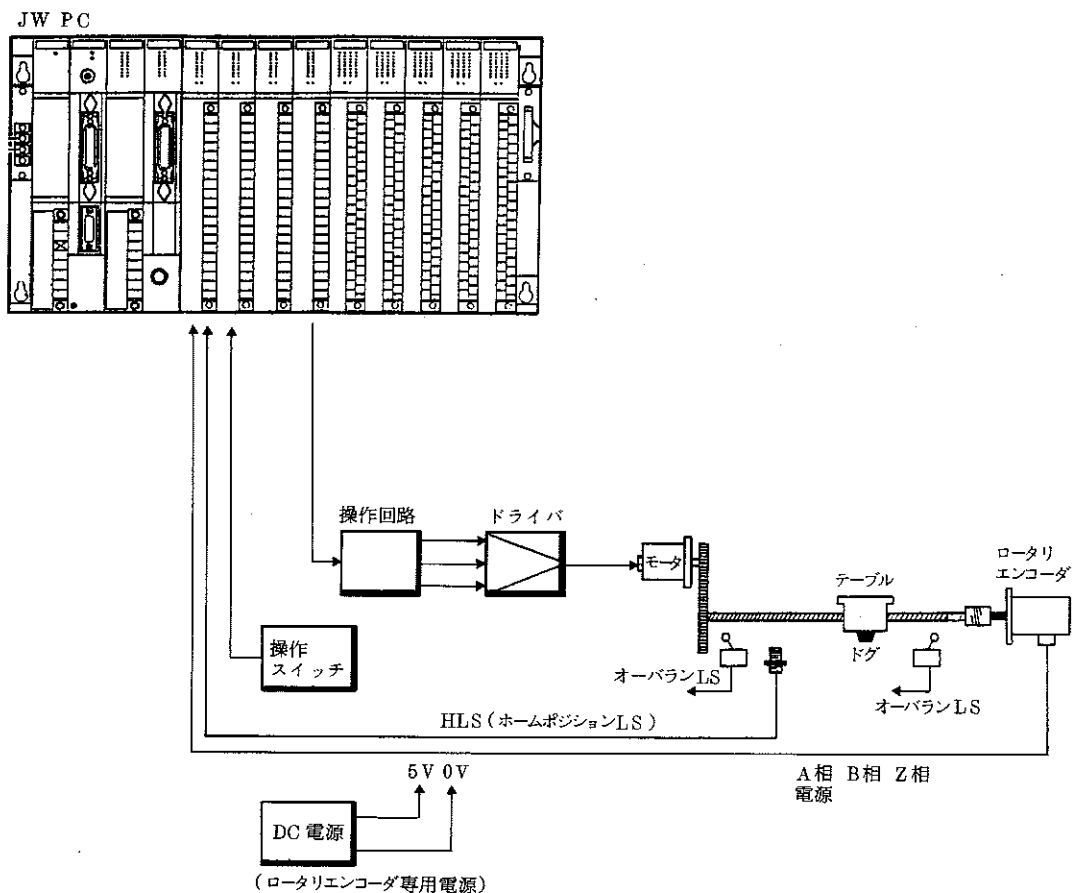 JW PC
操作回路
ドライバ
モータ
テーブル
ロータリ
エンコーダ
ドグ
操作
スイッチ
オーバランLS
オーバランLS
HLS(ホームポジションLS)
5V 0V
A相 B相 Z相
電源
DC電源
(ロータリエンコーダ専用電源)